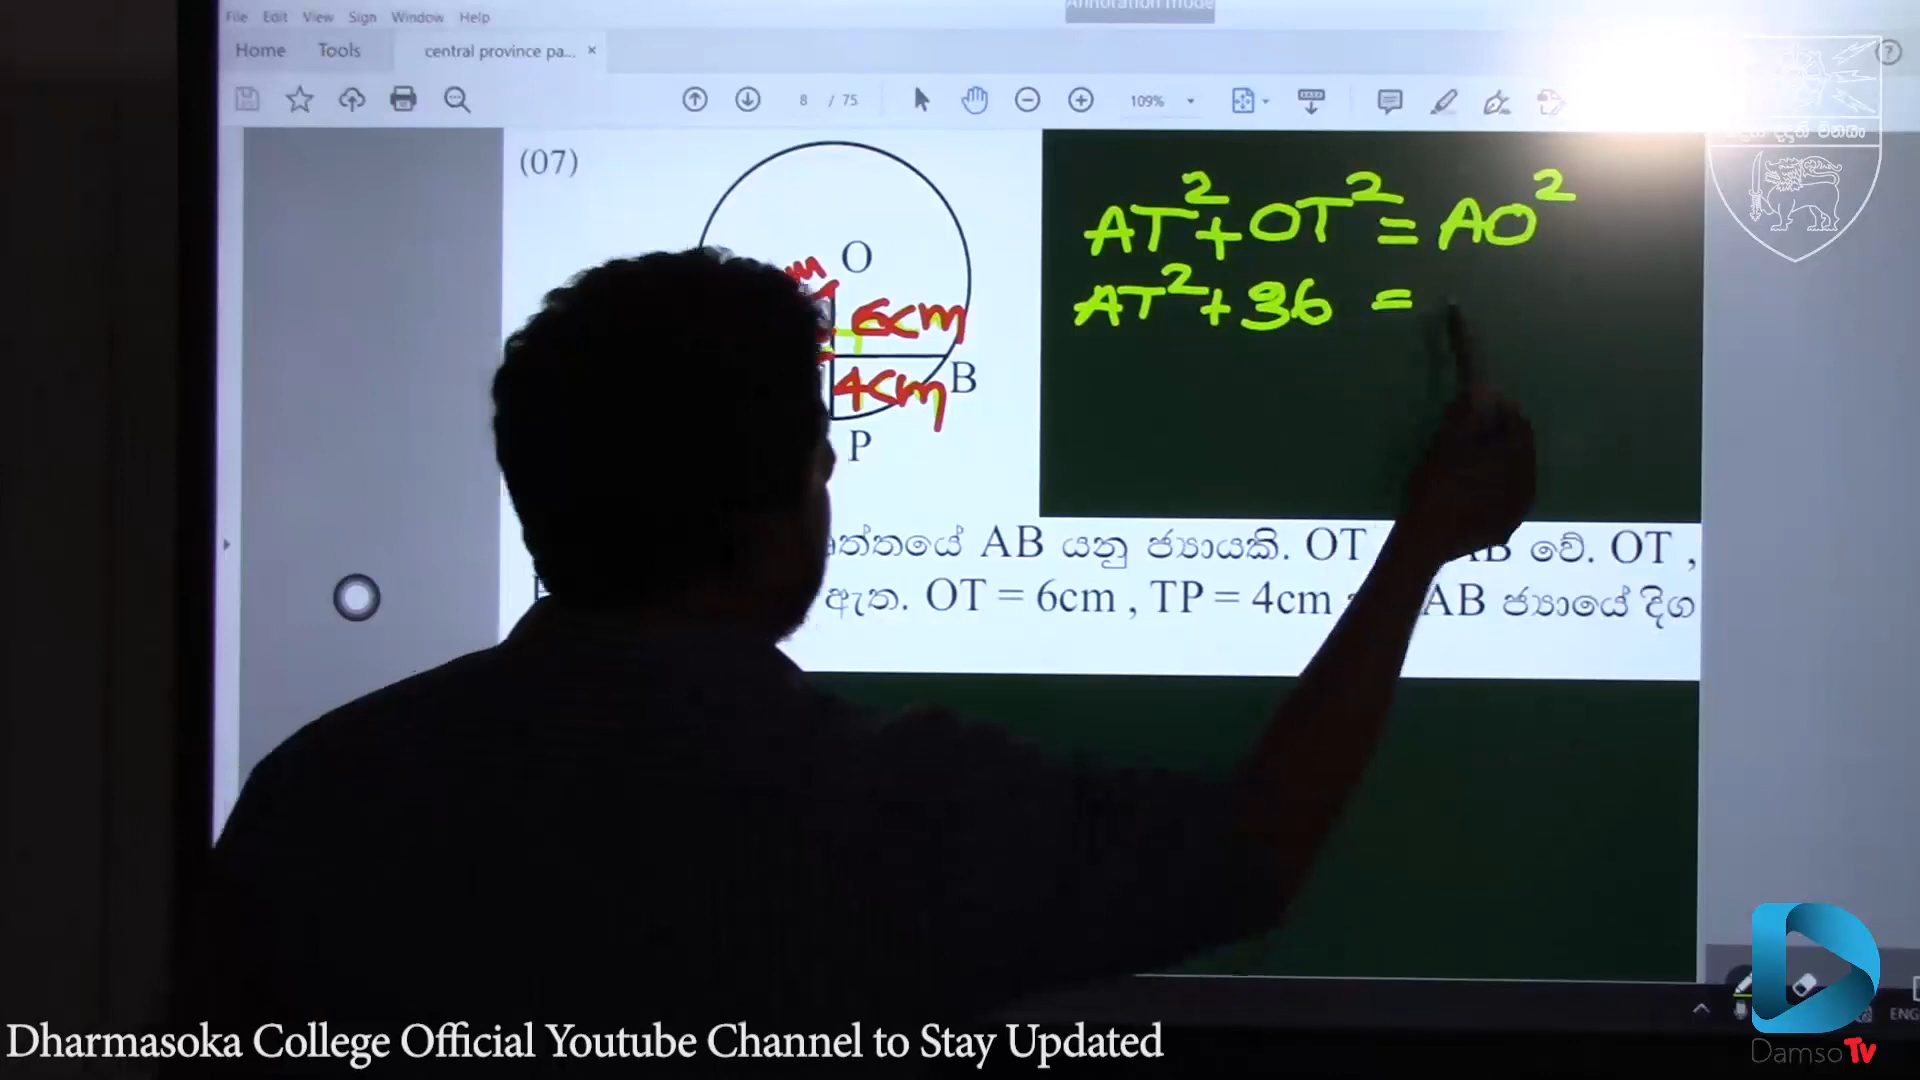 File Edit View Sign Window Help
Home Tools central province pa... ×
8 / 75 109%
(07)
O
6cm
4cm
B
P
AT²+OT²=AO²
AT²+36 =
AB යනු ජ්‍යායකි. OT AB වේ. OT ,
ඇත. OT = 6cm , TP = 4cm AB ජ්‍යායේ දිග
ENG
Dharmasoka College Official Youtube Channel to Stay Updated
DamsoTv